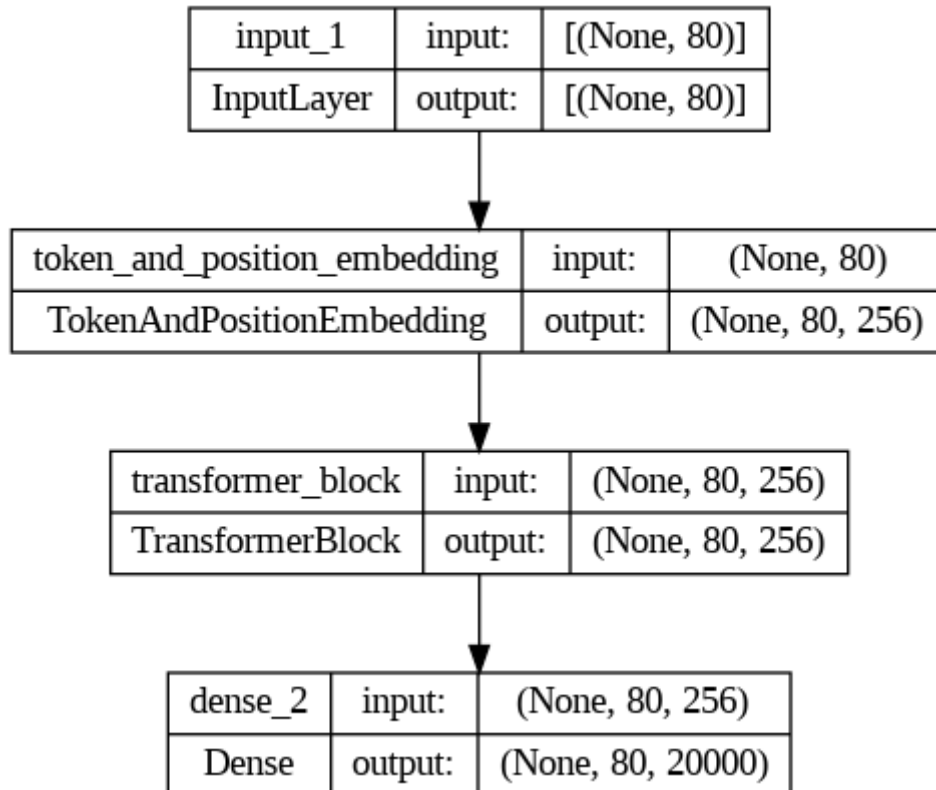 input_1 input: [(None, 80)]
InputLayer output: [(None, 80)]
token_and_position_embedding input: (None, 80)
TokenAndPositionEmbedding output: (None, 80, 256)
transformer_block input: (None, 80, 256)
TransformerBlock output: (None, 80, 256)
dense_2 input: (None, 80, 256)
Dense output: (None, 80, 20000)